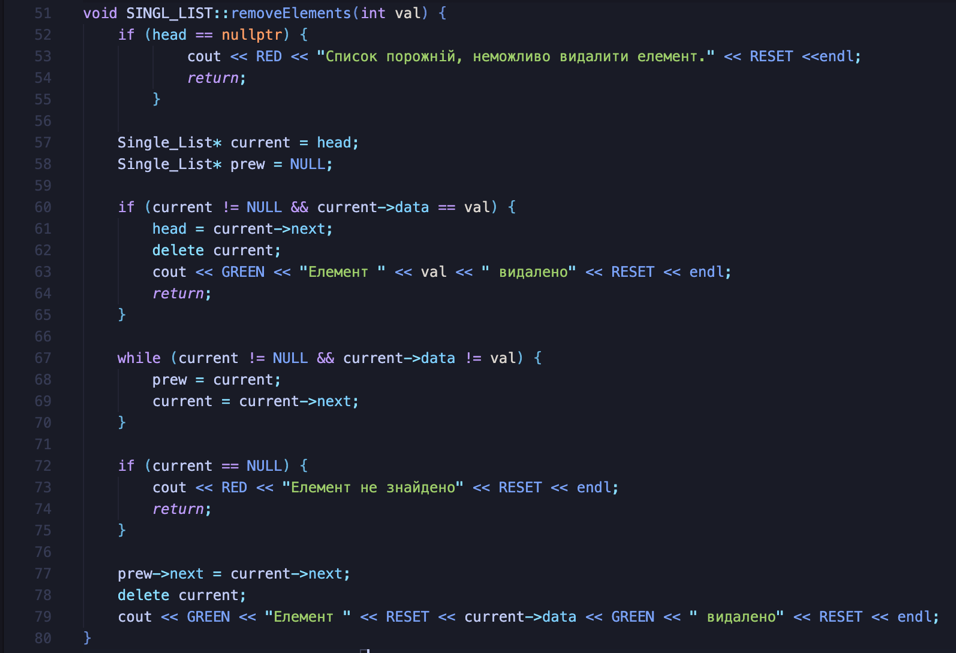 51 void SINGL_LIST::removeElements(int val) {
52 if (head == nullptr) {
53 cout << RED << "Список порожній, неможливо видалити елемент." << RESET <<endl;
54 return;
55 }
56
57 Single_List* current = head;
58 Single_List* prew = NULL;
59
60 if (current != NULL && current->data == val) {
61 head = current->next;
62 delete current;
63 cout << GREEN << "Елемент " << val << " видалено" << RESET << endl;
64 return;
65 }
66
67 while (current != NULL && current->data != val) {
68 prew = current;
69 current = current->next;
70 }
71
72 if (current == NULL) {
73 cout << RED << "Елемент не знайдено" << RESET << endl;
74 return;
75 }
76
77 prew->next = current->next;
78 delete current;
79 cout << GREEN << "Елемент " << RESET << current->data << GREEN << " видалено" << RESET << endl;
80 }